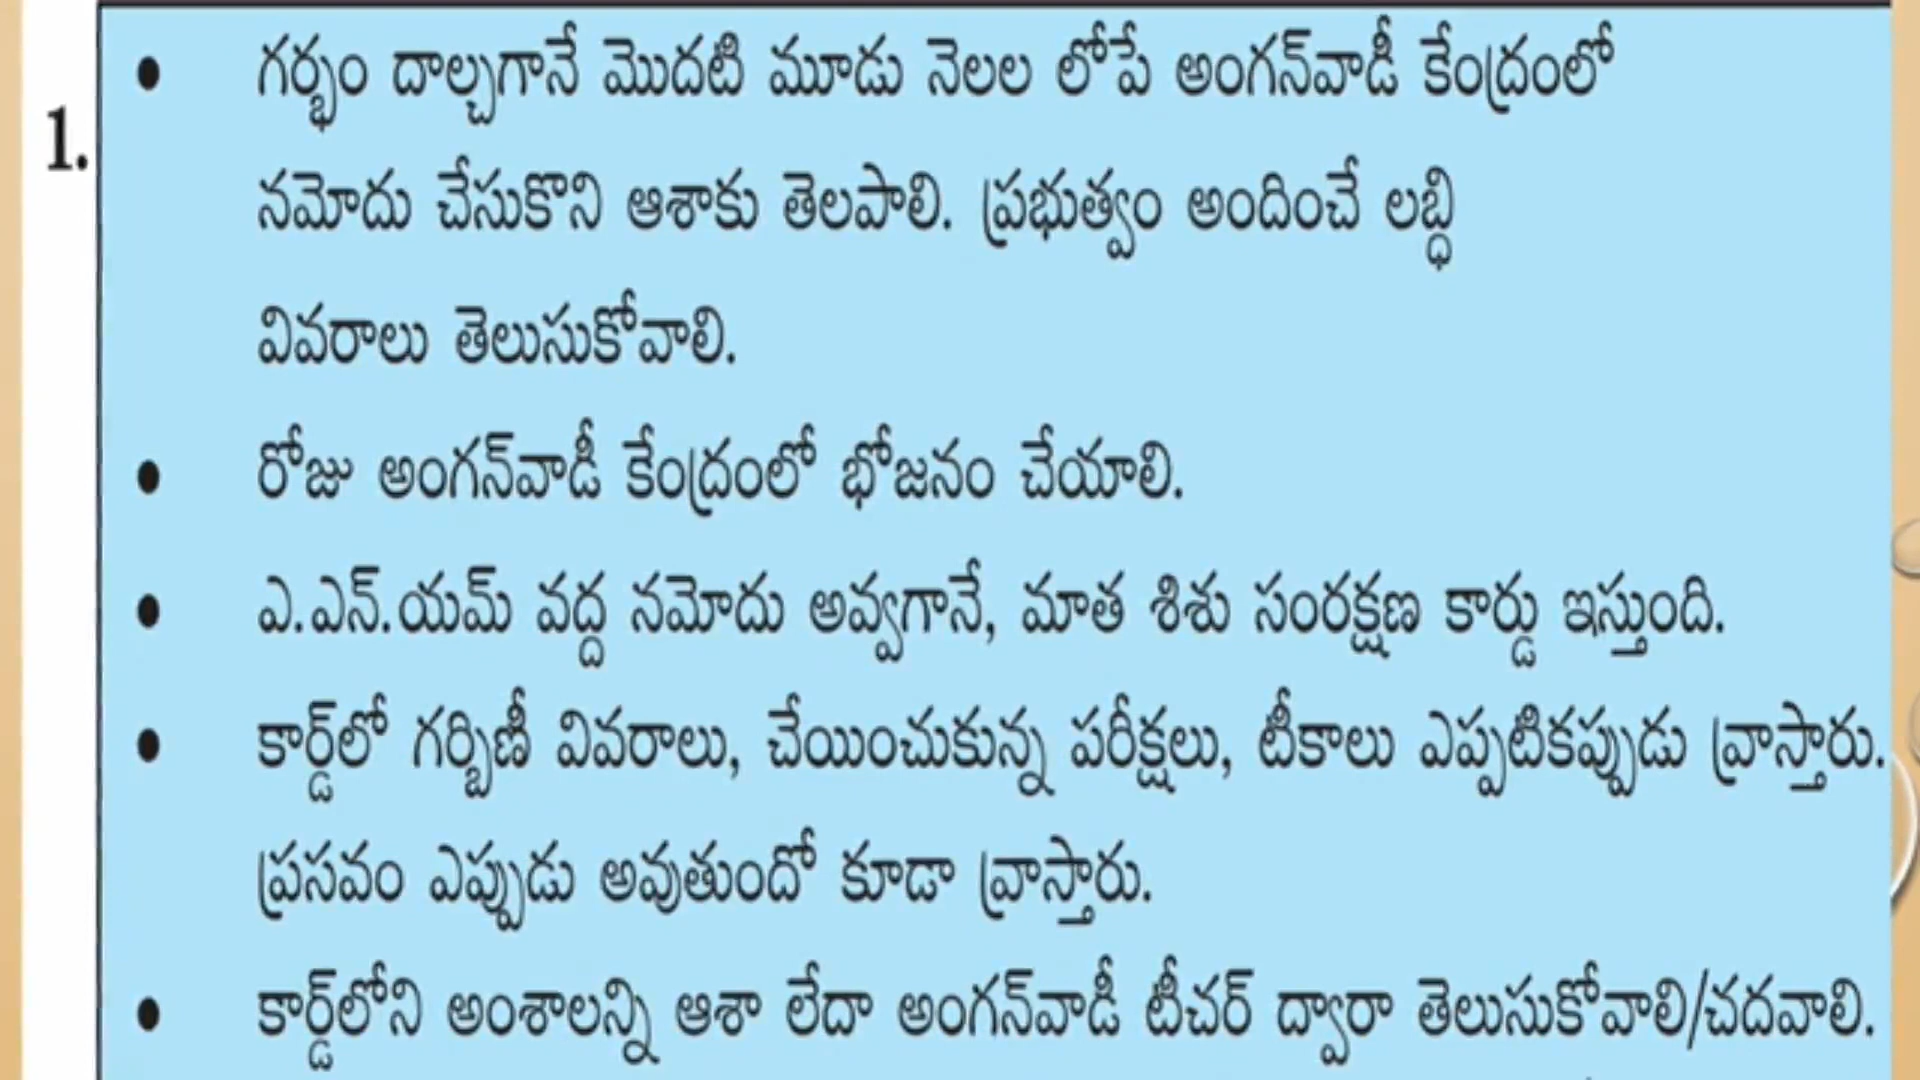 1.
• గర్భం దాల్చగానే మొదటి మూడు నెలల లోపే అంగన్‌వాడీ కేంద్రంలో
నమోదు చేసుకొని ఆశాకు తెలపాలి. ప్రభుత్వం అందించే లబ్ధి
వివరాలు తెలుసుకోవాలి.
• రోజు అంగన్‌వాడీ కేంద్రంలో భోజనం చేయాలి.
• ఎ.ఎన్.యమ్ వద్ద నమోదు అవ్వగానే, మాత శిశు సంరక్షణ కార్డు ఇస్తుంది.
• కార్డ్‌లో గర్భిణీ వివరాలు, చేయించుకున్న పరీక్షలు, టీకాలు ఎప్పటికప్పుడు వ్రాస్తారు.
ప్రసవం ఎప్పుడు అవుతుందో కూడా వ్రాస్తారు.
• కార్డ్‌లోని అంశాలన్ని ఆశా లేదా అంగన్‌వాడీ టీచర్ ద్వారా తెలుసుకోవాలి/చదవాలి.